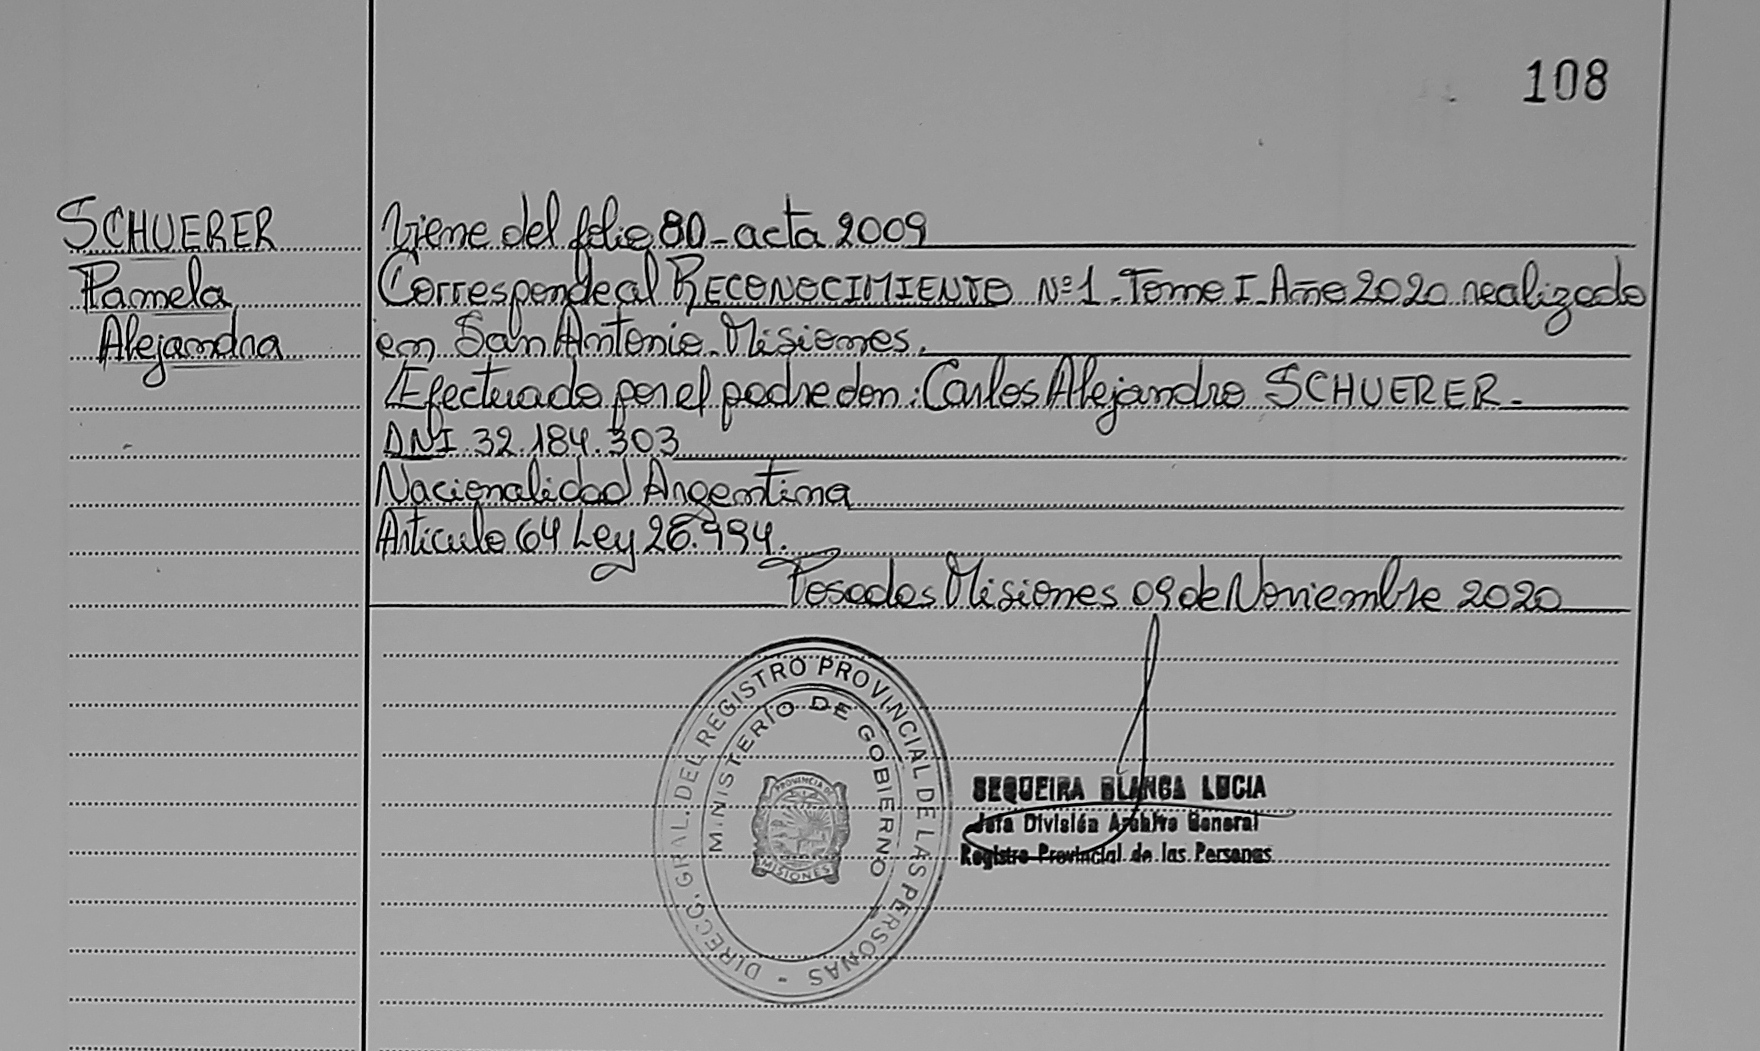 108
SCHUERER
Pamela
Alejandra
Viene del folio 80 - acta 2009
Corresponde al RECONOCIMIENTO Nº1. Tomo I. Año 2020 realizado
en San Antonio. Misiones.
Efectuado por el padre don: Carlos Alejandro SCHUERER.
DNI 32.184.303
Nacionalidad Argentina
Articulo 64 Ley 26.994.
Posadas Misiones 09 de Noviembre 2020
DIRECC. GRAL. DEL REGISTRO PROVINCIAL DE LAS PERSONAS -
MINISTERIO DE GOBIERNO
PROVINCIA DE
MISIONES
SEQUEIRA BLANCA LUCIA
Jefa División Archivo General
Registro Provincial de las Personas